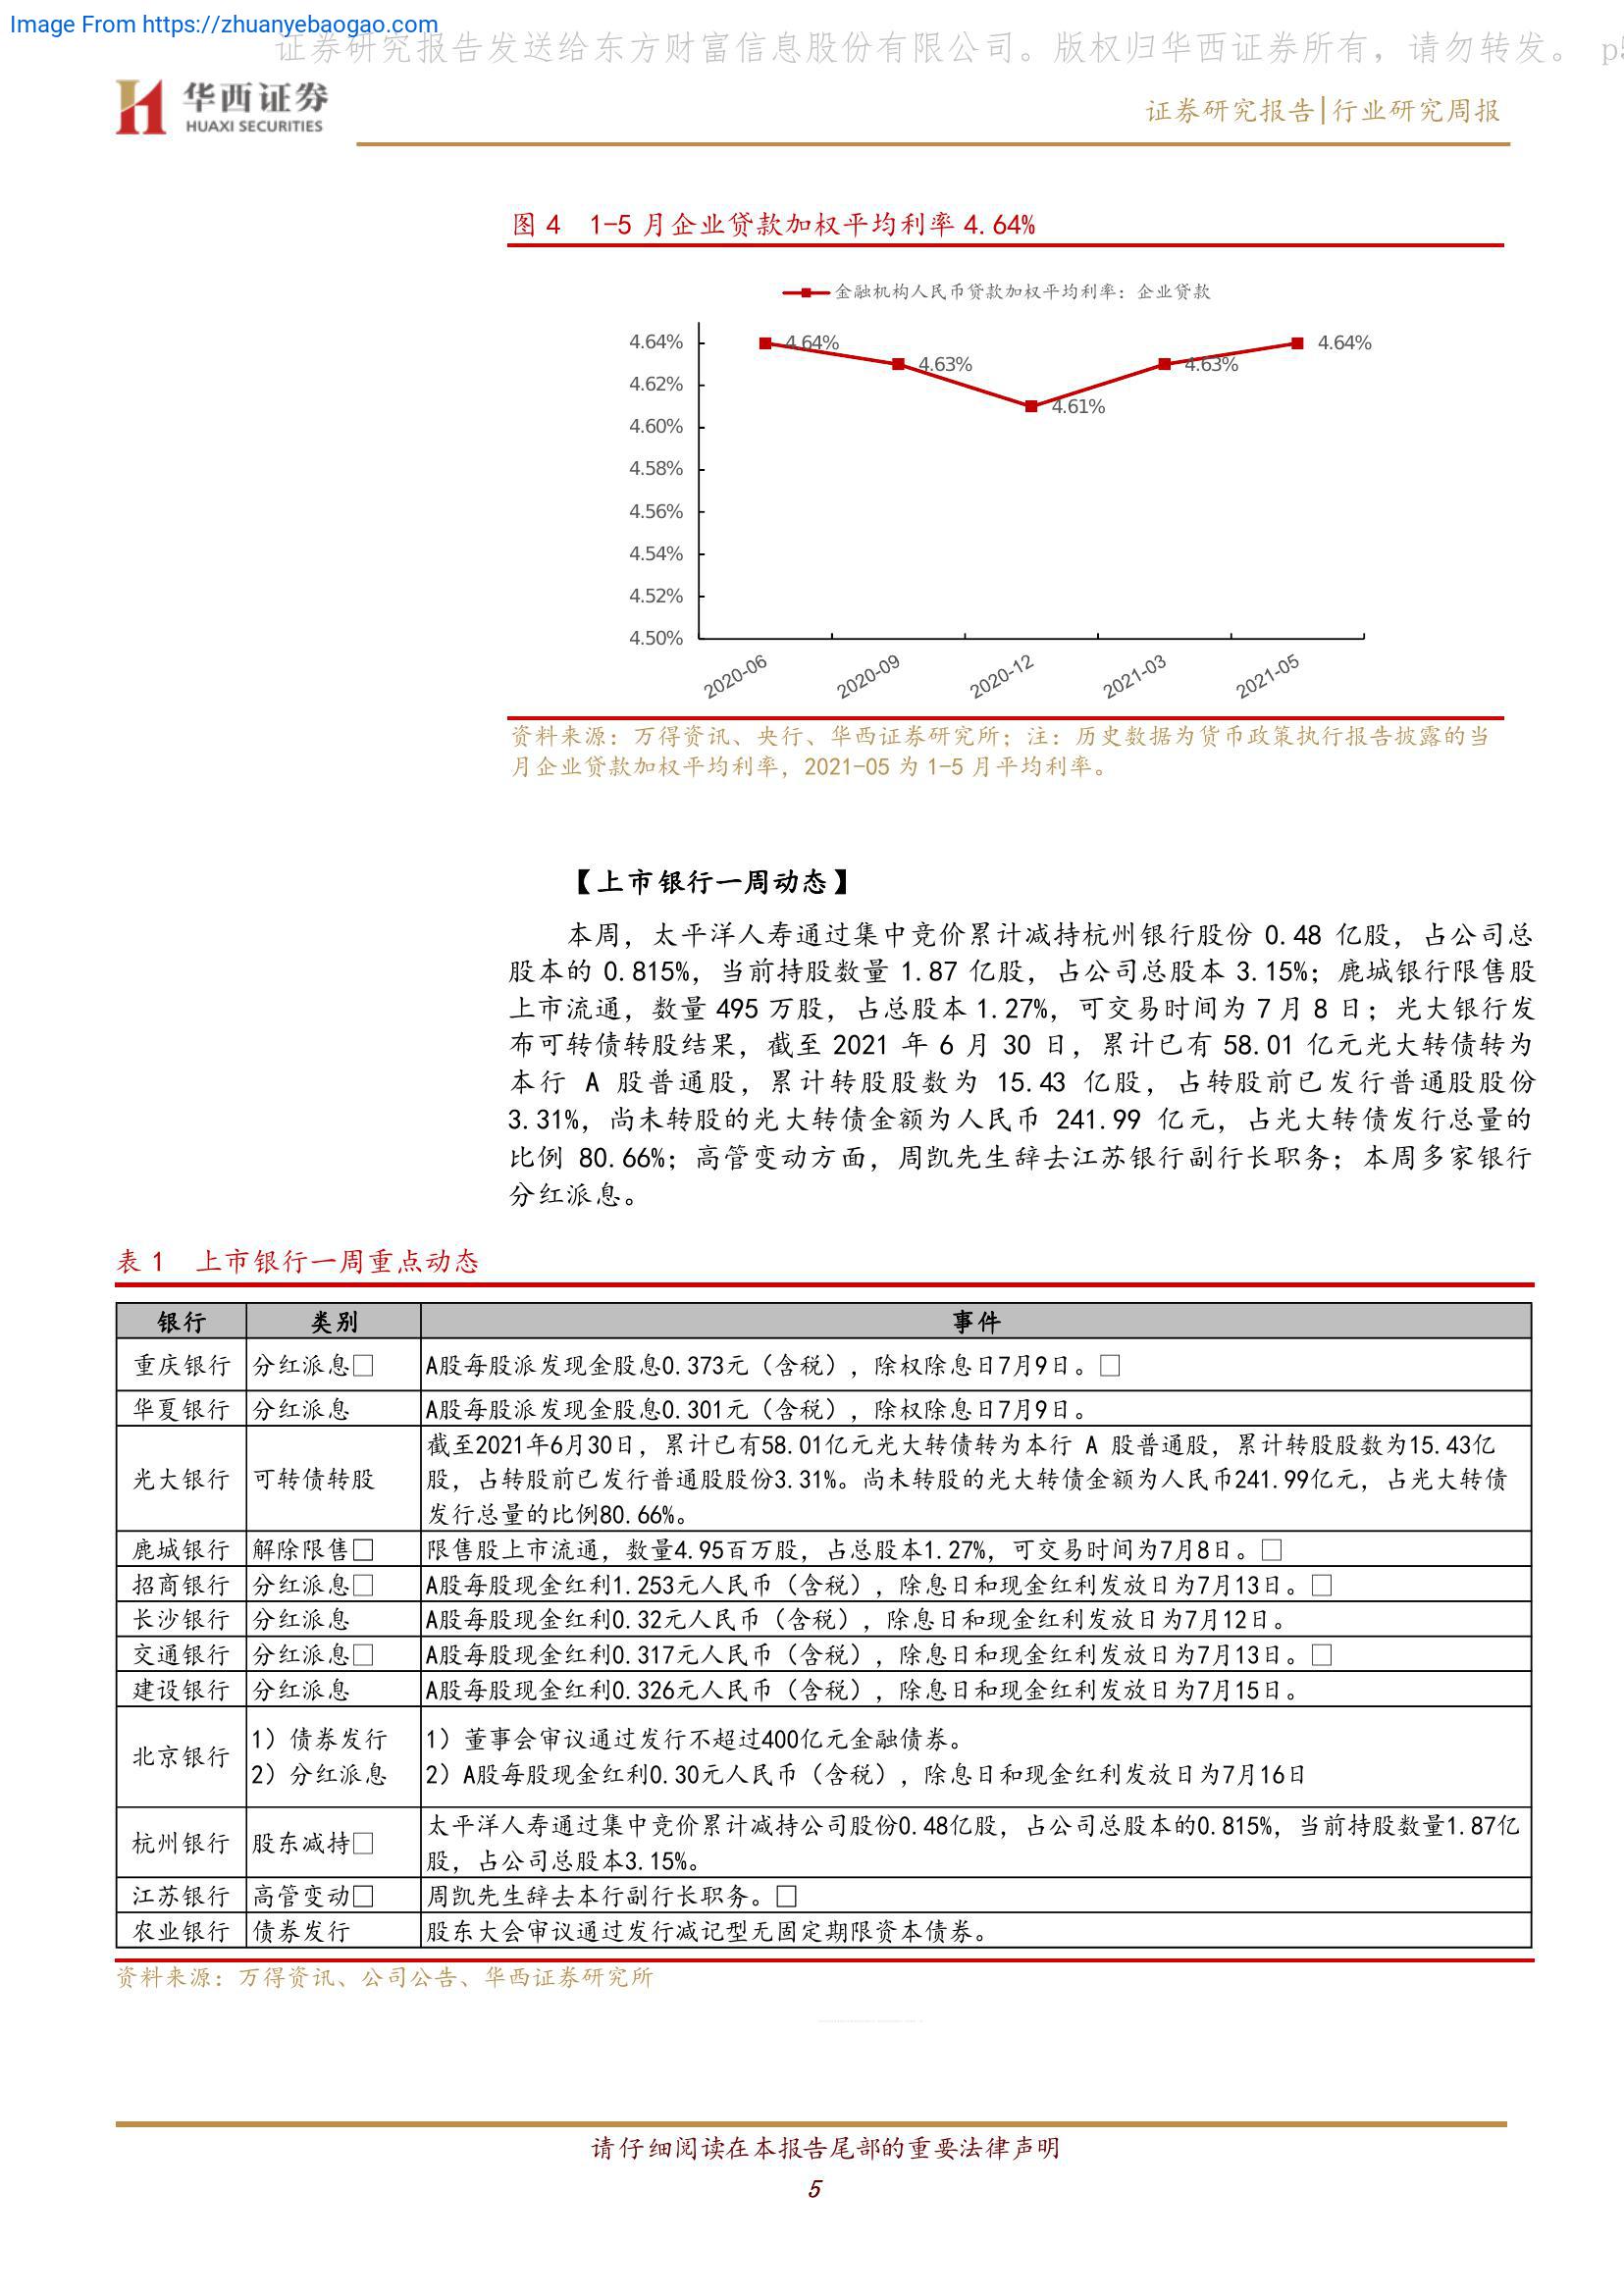 Image From https://zhuanyebaogao.com
证券研究报告发送给东方财富信息股份有限公司。版权归华西证券所有，请勿转发。 p5
华西证券
HUAXI SECURITIES
证券研究报告|行业研究周报
图 4 1-5 月企业贷款加权平均利率 4.64%
金融机构人民币贷款加权平均利率：企业贷款
4.64%
4.62%
4.60%
4.58%
4.56%
4.54%
4.52%
4.50%
4.64%
4.63%
4.61%
4.63%
4.64%
2020-06
2020-09
2020-12
2021-03
2021-05
资料来源：万得资讯、央行、华西证券研究所；注：历史数据为货币政策执行报告披露的当
月企业贷款加权平均利率，2021-05 为 1-5 月平均利率。
【上市银行一周动态】
本周，太平洋人寿通过集中竞价累计减持杭州银行股份 0.48 亿股，占公司总
股本的 0.815%，当前持股数量 1.87 亿股，占公司总股本 3.15%；鹿城银行限售股
上市流通，数量 495 万股，占总股本 1.27%，可交易时间为 7 月 8 日；光大银行发
布可转债转股结果，截至 2021 年 6 月 30 日，累计已有 58.01 亿元光大转债转为
本行 A 股普通股，累计转股股数为 15.43 亿股，占转股前已发行普通股股份
3.31%，尚未转股的光大转债金额为人民币 241.99 亿元，占光大转债发行总量的
比例 80.66%；高管变动方面，周凯先生辞去江苏银行副行长职务；本周多家银行
分红派息。
表 1 上市银行一周重点动态
银行 类别 事件
重庆银行 分红派息□ A股每股派发现金股息0.373元（含税），除权除息日7月9日。□
华夏银行 分红派息 A股每股派发现金股息0.301元（含税），除权除息日7月9日。
光大银行 可转债转股 截至2021年6月30日，累计已有58.01亿元光大转债转为本行 A 股普通股，累计转股股数为15.43亿
股，占转股前已发行普通股股份3.31%。尚未转股的光大转债金额为人民币241.99亿元，占光大转债
发行总量的比例80.66%。
鹿城银行 解除限售□ 限售股上市流通，数量4.95百万股，占总股本1.27%，可交易时间为7月8日。□
招商银行 分红派息□ A股每股现金红利1.253元人民币（含税），除息日和现金红利发放日为7月13日。□
长沙银行 分红派息 A股每股现金红利0.32元人民币（含税），除息日和现金红利发放日为7月12日。
交通银行 分红派息□ A股每股现金红利0.317元人民币（含税），除息日和现金红利发放日为7月13日。□
建设银行 分红派息 A股每股现金红利0.326元人民币（含税），除息日和现金红利发放日为7月15日。
北京银行 1）债券发行 1）董事会审议通过发行不超过400亿元金融债券。
2）分红派息 2）A股每股现金红利0.30元人民币（含税），除息日和现金红利发放日为7月16日
杭州银行 股东减持□ 太平洋人寿通过集中竞价累计减持公司股份0.48亿股，占公司总股本的0.815%，当前持股数量1.87亿
股，占公司总股本3.15%。
江苏银行 高管变动□ 周凯先生辞去本行副行长职务。□
农业银行 债券发行 股东大会审议通过发行减记型无固定期限资本债券。
资料来源：万得资讯、公司公告、华西证券研究所
请仔细阅读在本报告尾部的重要法律声明
5